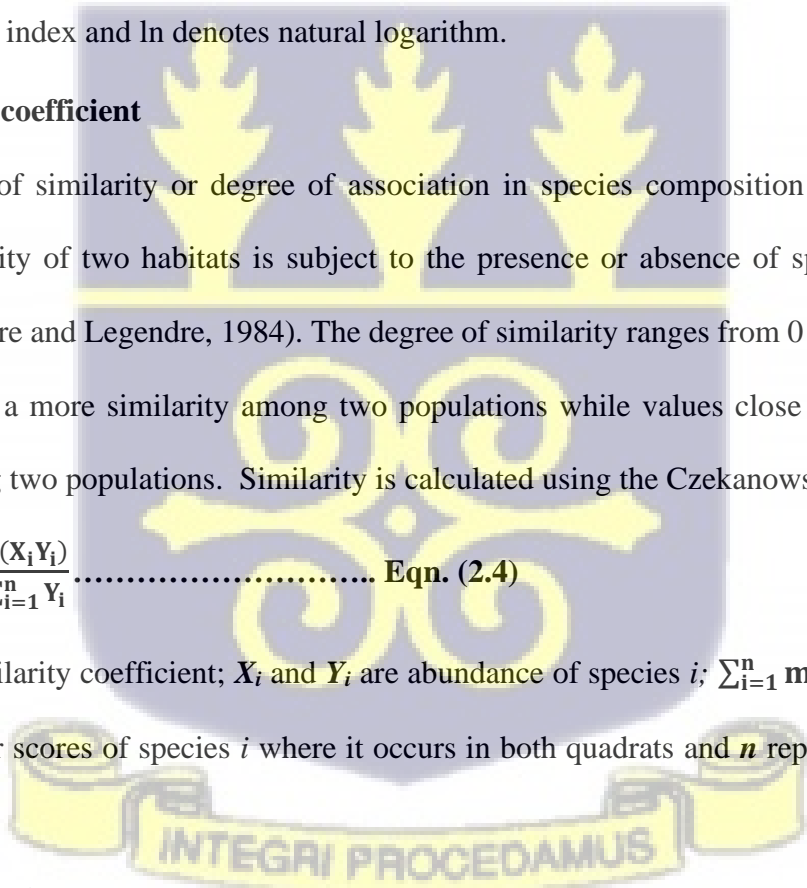 index and ln denotes natural logarithm.
coefficient
of similarity or degree of association in species composition
ity of two habitats is subject to the presence or absence of sp
re and Legendre, 1984). The degree of similarity ranges from 0
a more similarity among two populations while values close
g two populations. Similarity is calculated using the Czekanows
(XᵢYᵢ)
∑ⁿᵢ₌₁ Yᵢ ............................. Eqn. (2.4)
ilarity coefficient; Xᵢ and Yᵢ are abundance of species i; ∑ⁿᵢ₌₁ m
r scores of species i where it occurs in both quadrats and n rep
INTEGRI PROCEDAMUS